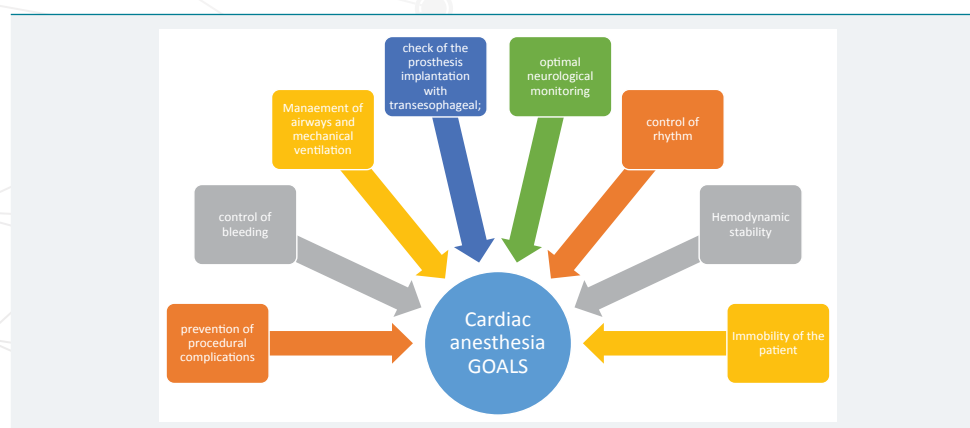 check of the
prosthesis
implantation
with
transesophageal;
optimal
neurological
monitoring
Manaement of
airways and
mechanical
ventilation
control of
rhythm
control of
bleeding
Hemodynamic
stability
prevention of
procedural
complications
Cardiac
anesthesia
GOALS
Immobility of the
patient